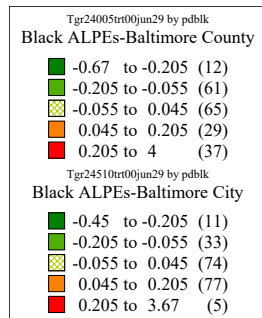 Tgr24005trt00jun29 by pdblk
Black ALPEs-Baltimore County
-0.67 to -0.205 (12)
-0.205 to -0.055 (61)
-0.055 to 0.045 (65)
0.045 to 0.205 (29)
0.205 to 4 (37)
Tgr24510trt00jun29 by pdblk
Black ALPEs-Baltimore City
-0.45 to -0.205 (11)
-0.205 to -0.055 (33)
-0.055 to 0.045 (74)
0.045 to 0.205 (77)
0.205 to 3.67 (5)